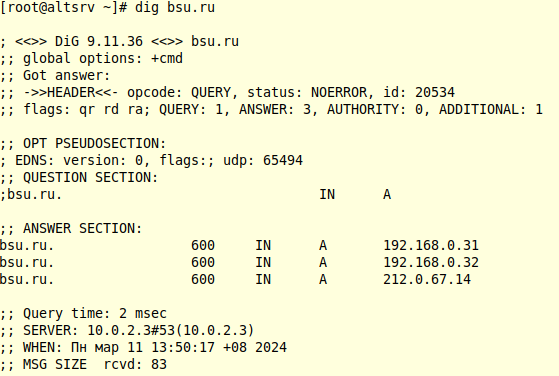 [root@altsrv ~]# dig bsu.ru
; <<>> DiG 9.11.36 <<>> bsu.ru
;; global options: +cmd
;; Got answer:
;; ->>HEADER<<- opcode: QUERY, status: NOERROR, id: 20534
;; flags: qr rd ra; QUERY: 1, ANSWER: 3, AUTHORITY: 0, ADDITIONAL: 1
;; OPT PSEUDOSECTION:
; EDNS: version: 0, flags:; udp: 65494
;; QUESTION SECTION:
;bsu.ru. IN A
;; ANSWER SECTION:
bsu.ru. 600 IN A 192.168.0.31
bsu.ru. 600 IN A 192.168.0.32
bsu.ru. 600 IN A 212.0.67.14
;; Query time: 2 msec
;; SERVER: 10.0.2.3#53(10.0.2.3)
;; WHEN: Пн мар 11 13:50:17 +08 2024
;; MSG SIZE rcvd: 83